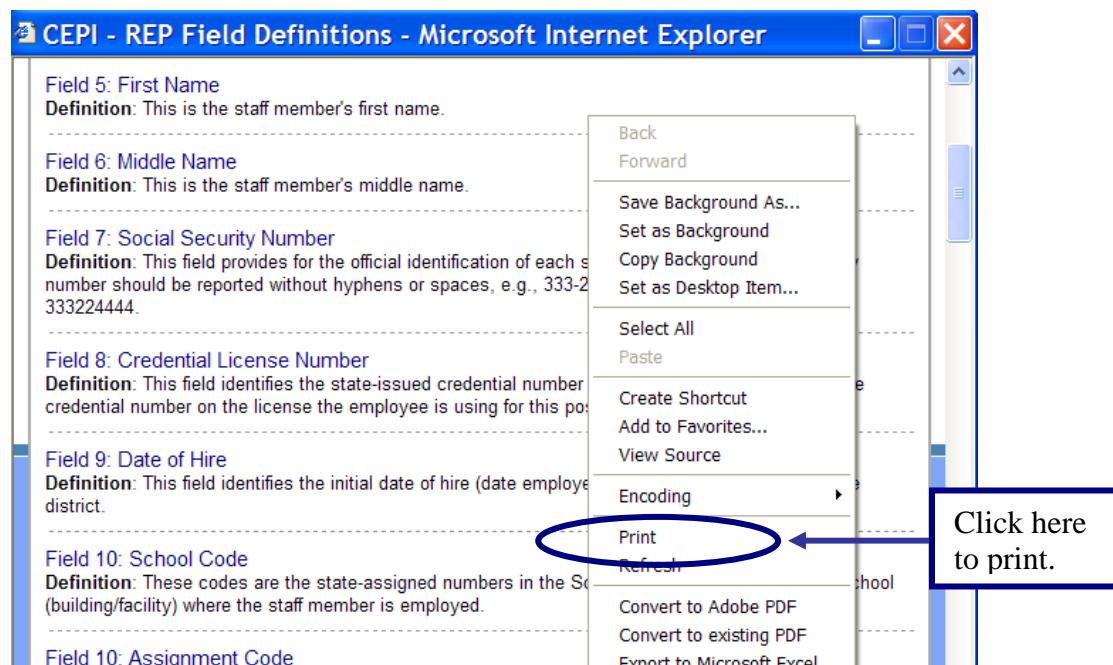 CEPI - REP Field Definitions - Microsoft Internet Explorer
Field 5: First Name
Definition: This is the staff member's first name.
Field 6: Middle Name
Definition: This is the staff member's middle name.
Field 7: Social Security Number
Definition: This field provides for the official identification of each s
number should be reported without hyphens or spaces, e.g., 333-2
333224444.
Field 8: Credential License Number
Definition: This field identifies the state-issued credential number
credential number on the license the employee is using for this po
Field 9: Date of Hire
Definition: This field identifies the initial date of hire (date employe
district.
Field 10: School Code
Definition: These codes are the state-assigned numbers in the Sc chool
(building/facility) where the staff member is employed.
Field 10: Assignment Code
Back
Forward
Save Background As...
Set as Background
Copy Background
Set as Desktop Item...
Select All
Paste
Create Shortcut
Add to Favorites...
View Source
Encoding
Print
Refresh
Convert to Adobe PDF
Convert to existing PDF
Export to Microsoft Excel
Click here
to print.